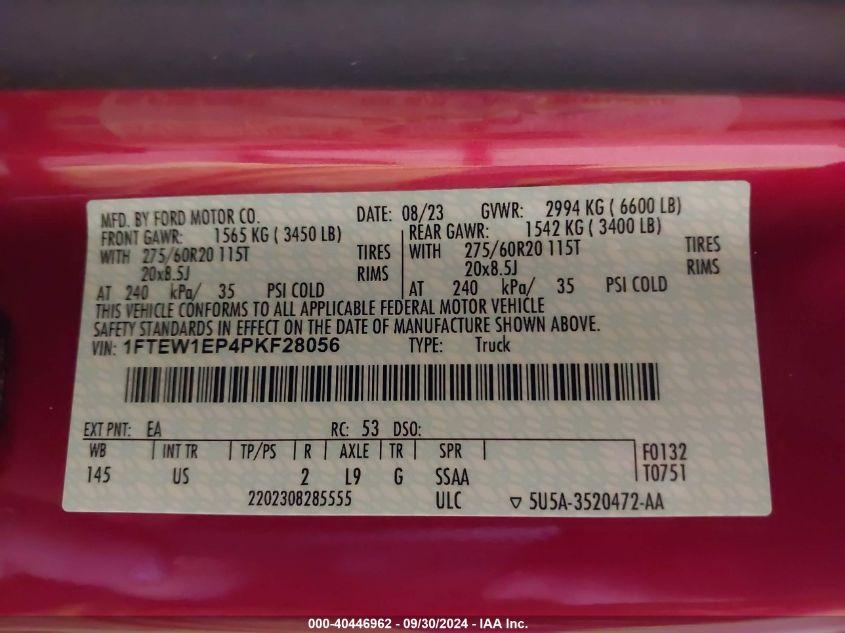 MFD. BY FORD MOTOR CO. DATE: 08/23 GVWR: 2994 KG ( 6600 LB)
FRONT GAWR: 1565 KG ( 3450 LB) REAR GAWR: 1542 KG ( 3400 LB)
WITH 275/60R20 115T TIRES WITH 275/60R20 115T TIRES
20x8.5J RIMS 20x8.5J RIMS
AT 240 kPa/ 35 PSI COLD AT 240 kPa/ 35 PSI COLD
THIS VEHICLE CONFORMS TO ALL APPLICABLE FEDERAL MOTOR VEHICLE
SAFETY STANDARDS IN EFFECT ON THE DATE OF MANUFACTURE SHOWN ABOVE.
VIN: 1FTEW1EP4PKF28056 TYPE: Truck
EXT PNT: EA RC: 53 DSO:
WB INT TR TP/PS R AXLE TR SPR F0132
145 US 2 L9 G SSAA T0751
2202308285555 ULC ▽ 5U5A-3520472-AA
000-40446962 - 09/30/2024 - IAA Inc.